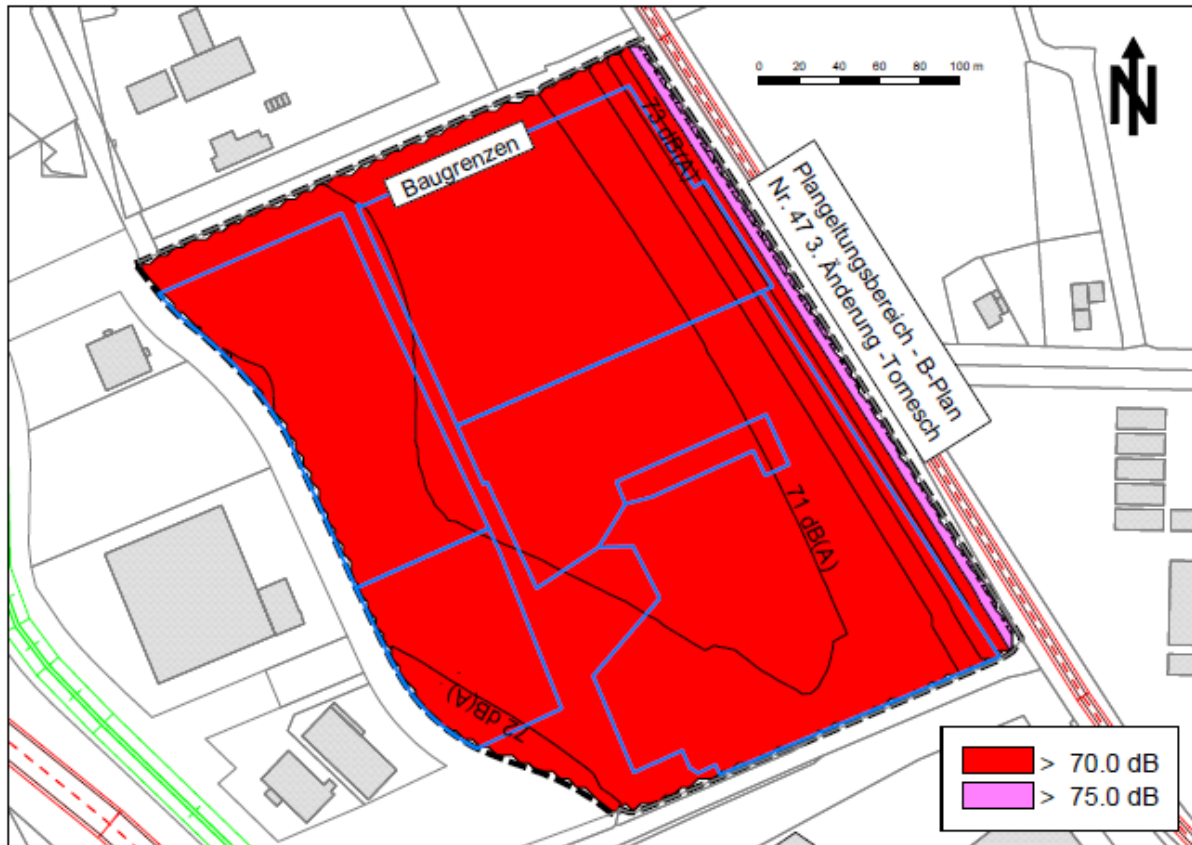 0 20 40 60 80 100 m
N
73 dB(A)
Baugrenzen
Plangeltungsbereich - B-Plan
Nr. 47 3. Änderung -Tornesch
71 dB(A)
72 dB(A)
> 70.0 dB
> 75.0 dB